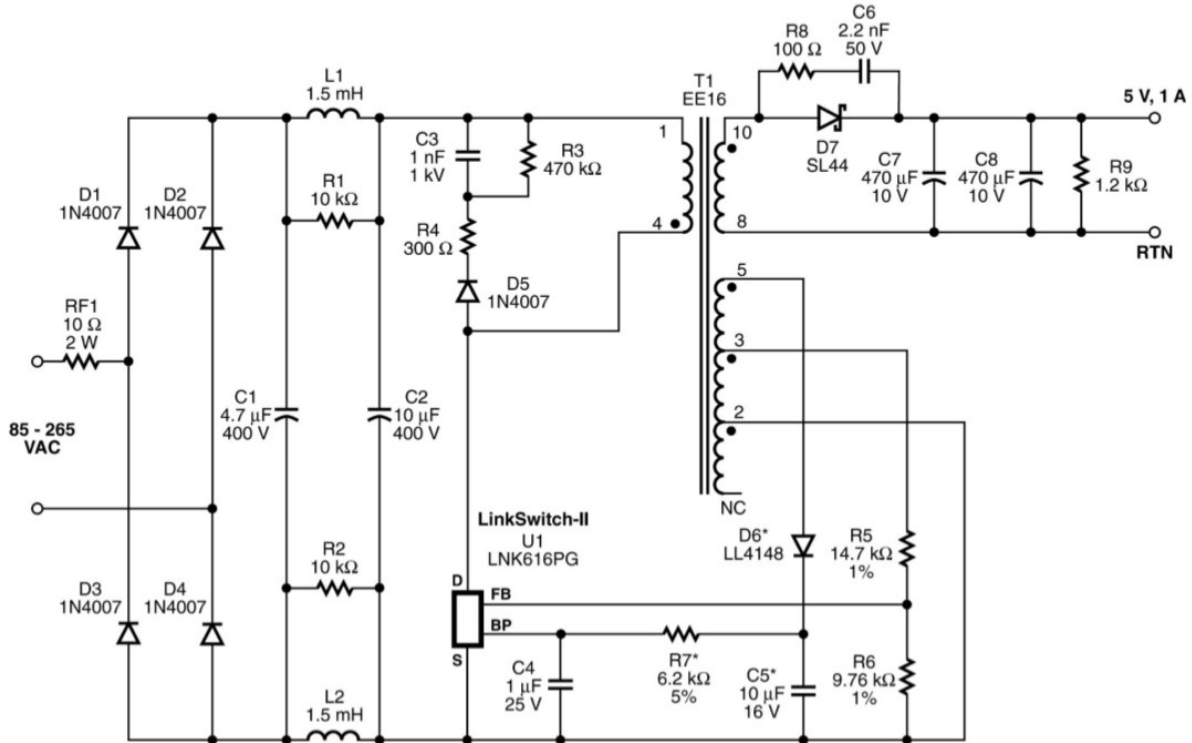 C6
2.2 nF
50 V
R8
100 Ω
L1
1.5 mH
T1
EE16
5 V, 1 A
1
10
D7
SL44
C3
1 nF
1 kV
R3
470 kΩ
C7
470 μF
10 V
C8
470 μF
10 V
R9
1.2 kΩ
D1
1N4007
D2
1N4007
R1
10 kΩ
R4
300 Ω
4
8
RTN
D5
1N4007
5
RF1
10 Ω
2 W
3
85 - 265
VAC
C1
4.7 μF
400 V
C2
10 μF
400 V
2
NC
LinkSwitch-II
U1
LNK616PG
D6*
LL4148
R5
14.7 kΩ
1%
R2
10 kΩ
D3
1N4007
D4
1N4007
D
FB
BP
S
C4
1 μF
25 V
R7*
6.2 kΩ
5%
C5*
10 μF
16 V
R6
9.76 kΩ
1%
L2
1.5 mH